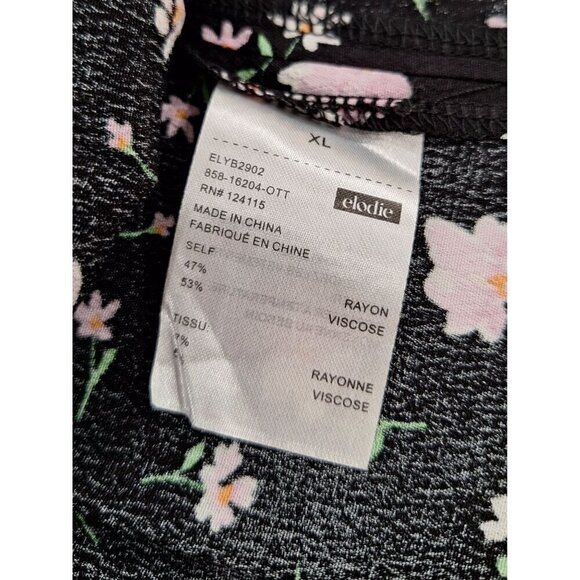 XL
ELYB2902
858-16204-OTT
RN# 124115
elodie
MADE IN CHINA
FABRIQUÉ EN CHINE
SELF
47% RAYON
53% VISCOSE
TISSU:
7% RAYONNE
VISCOSE